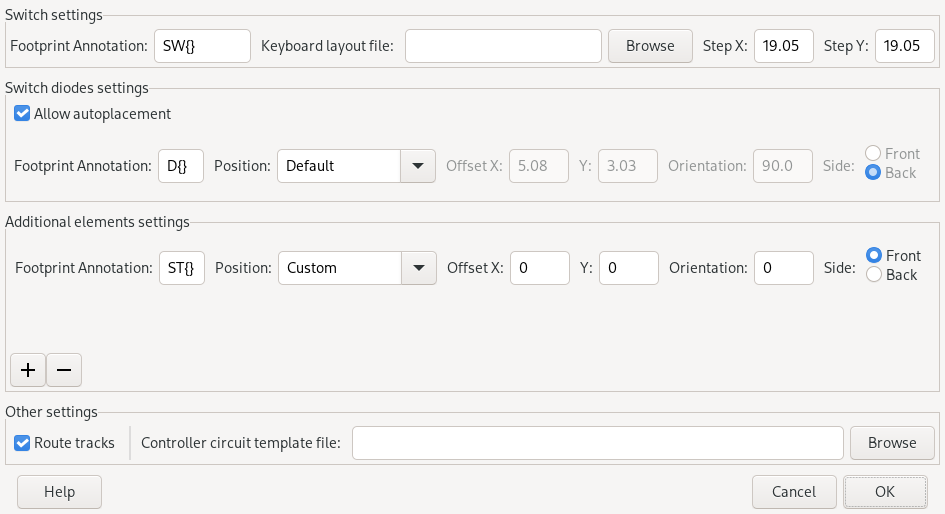 Switch settings
Footprint Annotation: SW{} Keyboard layout file: Browse Step X: 19.05 Step Y: 19.05
Switch diodes settings
Allow autoplacement
Footprint Annotation: D{} Position: Default Offset X: 5.08 Y: 3.03 Orientation: 90.0 Side: Front
Back
Additional elements settings
Footprint Annotation: ST{} Position: Custom Offset X: 0 Y: 0 Orientation: 0 Side: Front
Back
Other settings
Route tracks Controller circuit template file: Browse
Help Cancel OK